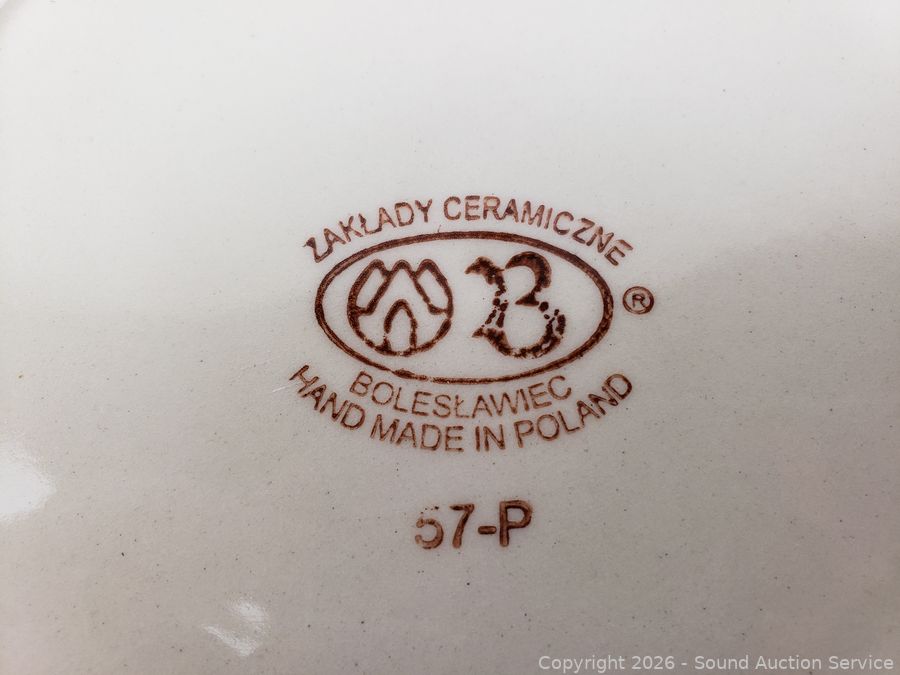 ZAKŁADY CERAMICZNE
B
®
BOLESŁAWIEC
HAND MADE IN POLAND
57-P
Copyright 2026 - Sound Auction Service